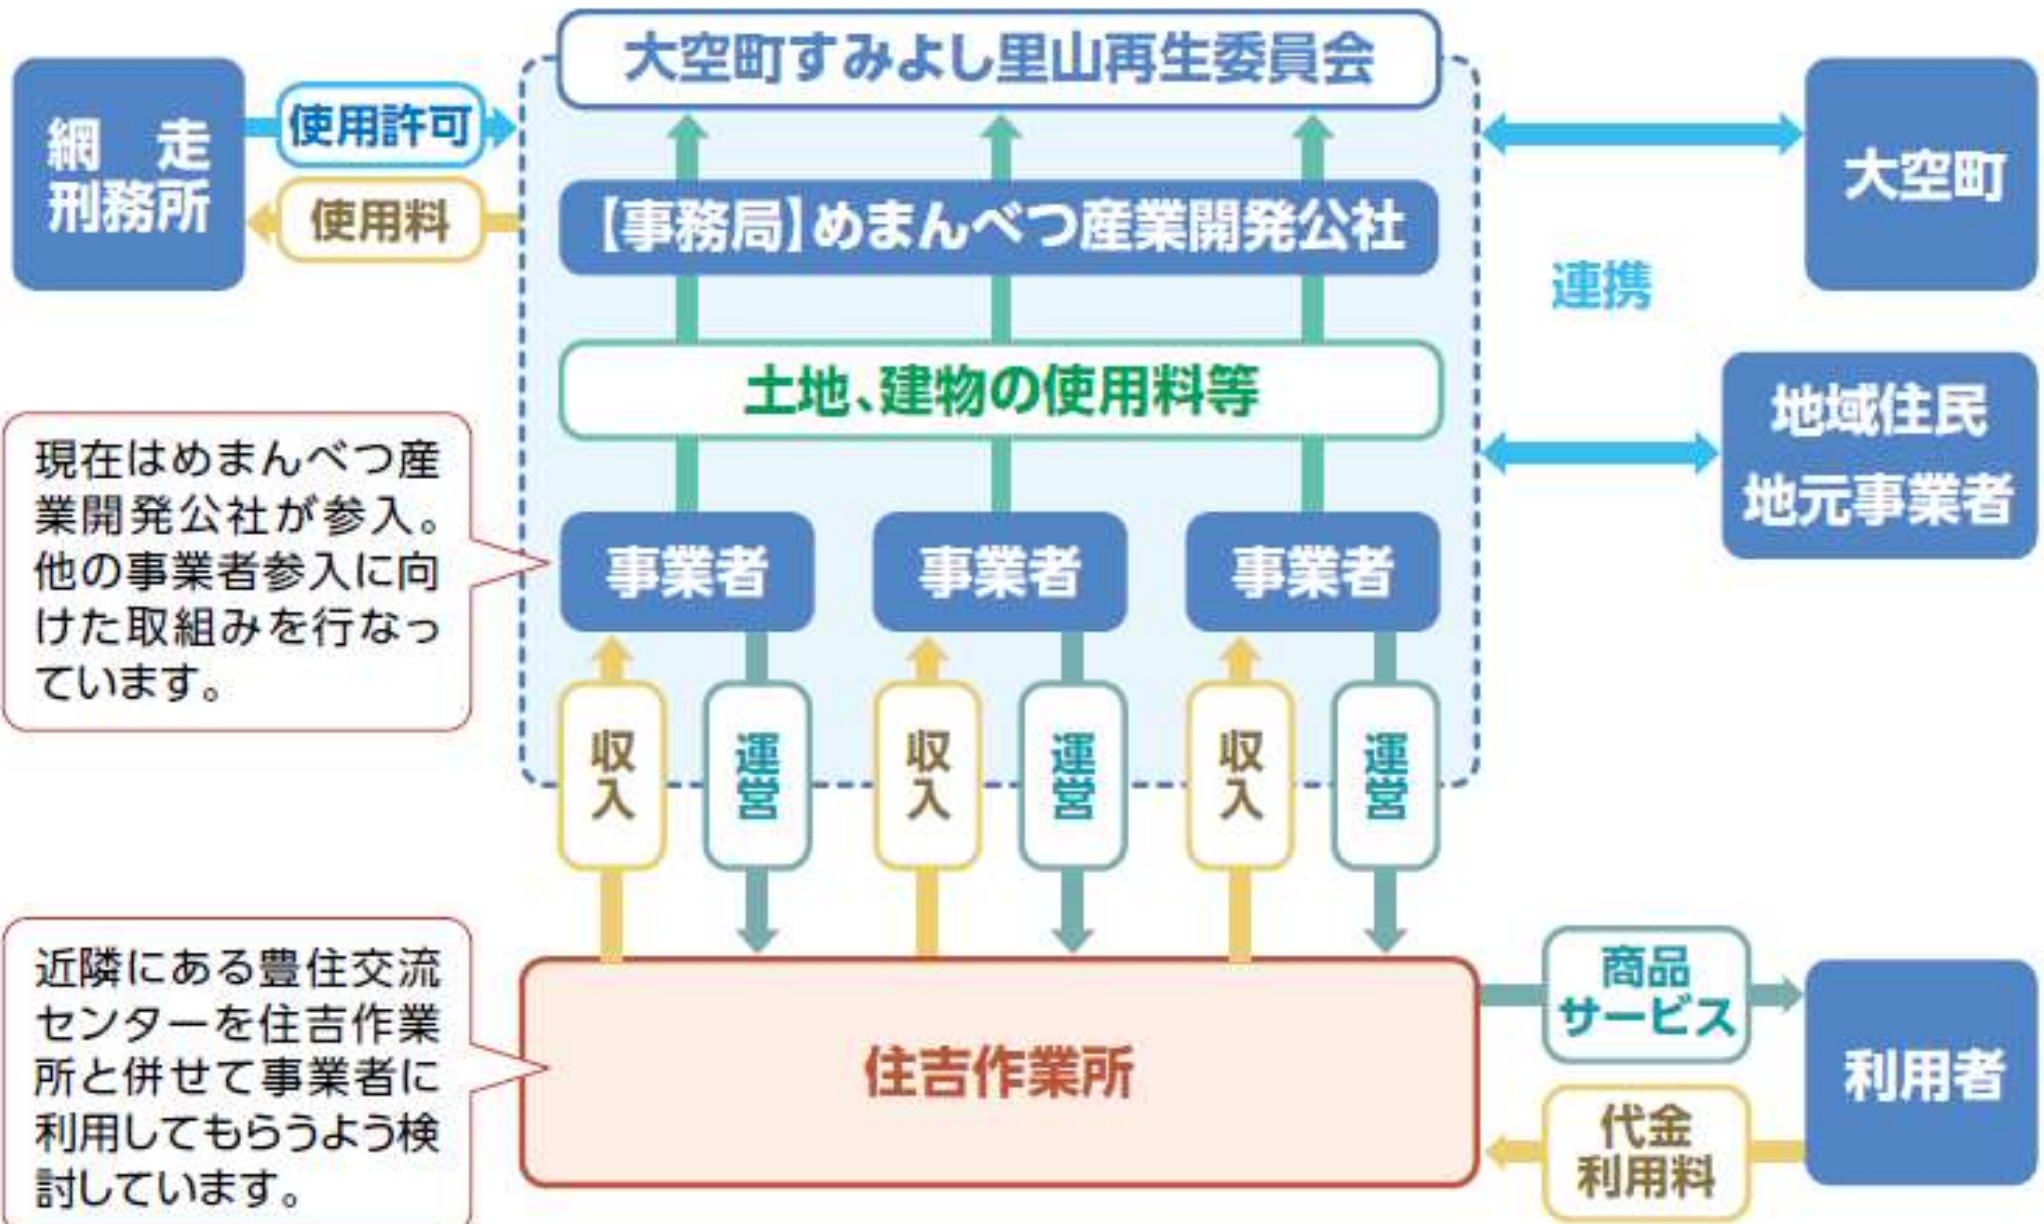 大空町すみよし里山再生委員会
網 走
刑務所
使用許可
使用料
【事務局】めまんべつ産業開発公社
大空町
連携
土地、建物の使用料等
地域住民
地元事業者
現在はめまんべつ産
業開発公社が参入。
他の事業者参入に向
けた取組みを行なっ
ています。
事業者
事業者
事業者
収入
運営
収入
運営
収入
運営
近隣にある豊住交流
センターを住吉作業
所と併せて事業者に
利用してもらうよう検
討しています。
住吉作業所
商品
サービス
代金
利用料
利用者